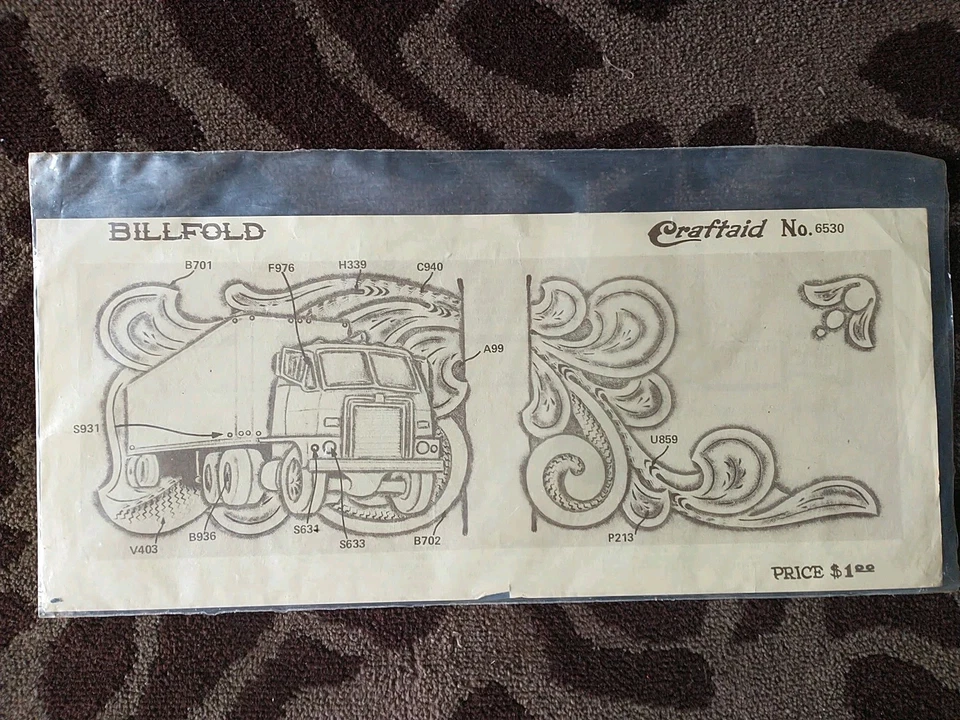 BILLFOLD
Craftaid No. 6530
B701
F976
H339
C940
A99
S931
U859
V403
B936
S631
S633
B702
P213
PRICE $1.00